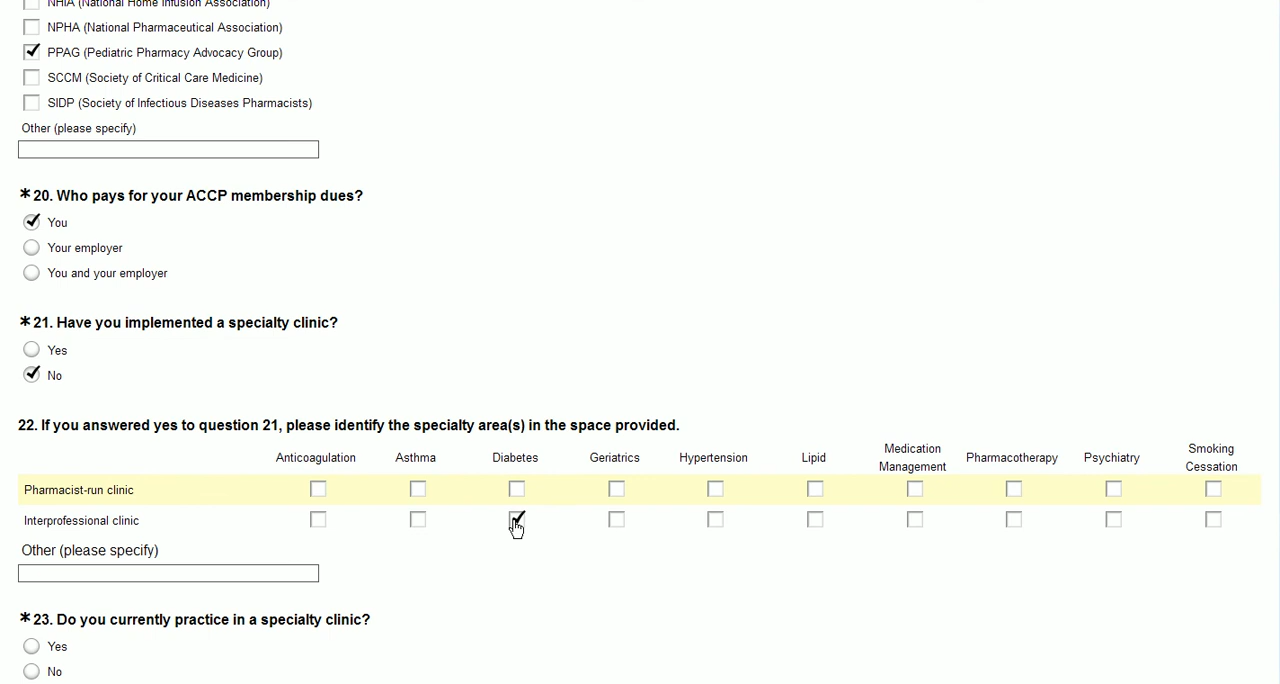 NHIA (National Home Infusion Association)
NPHA (National Pharmaceutical Association)
PPAG (Pediatric Pharmacy Advocacy Group)
SCCM (Society of Critical Care Medicine)
SIDP (Society of Infectious Diseases Pharmacists)
Other (please specify)
*20. Who pays for your ACCP membership dues?
You
Your employer
You and your employer
*21. Have you implemented a specialty clinic?
Yes
No
22. If you answered yes to question 21, please identify the specialty area(s) in the space provided.
Anticoagulation Asthma Diabetes Geriatrics Hypertension Lipid Medication Management Pharmacotherapy Psychiatry Smoking Cessation
Pharmacist-run clinic
Interprofessional clinic
Other (please specify)
*23. Do you currently practice in a specialty clinic?
Yes
No